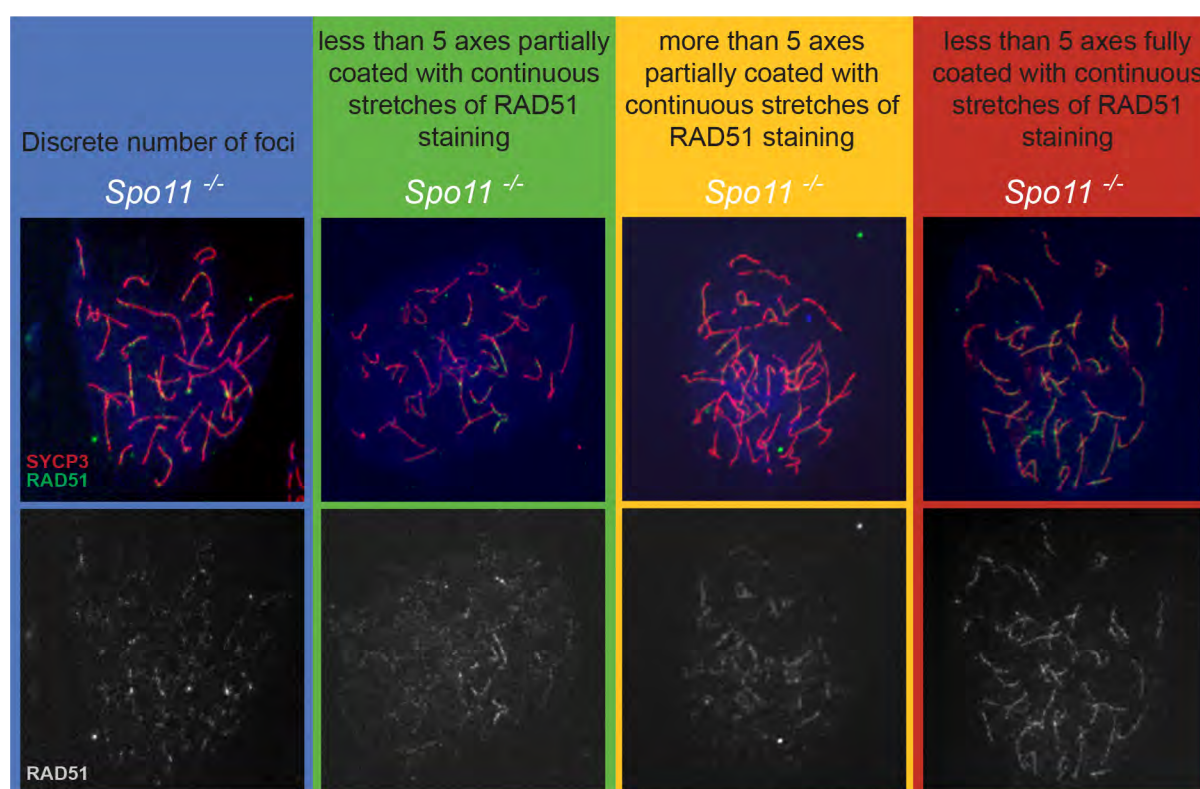 Discrete number of foci
Spo11 -/-
less than 5 axes partially
coated with continuous
stretches of RAD51
staining
Spo11 -/-
more than 5 axes
partially coated with
continuous stretches of
RAD51 staining
Spo11 -/-
less than 5 axes fully
coated with continuous
stretches of RAD51
staining
Spo11 -/-
SYCP3
RAD51
RAD51